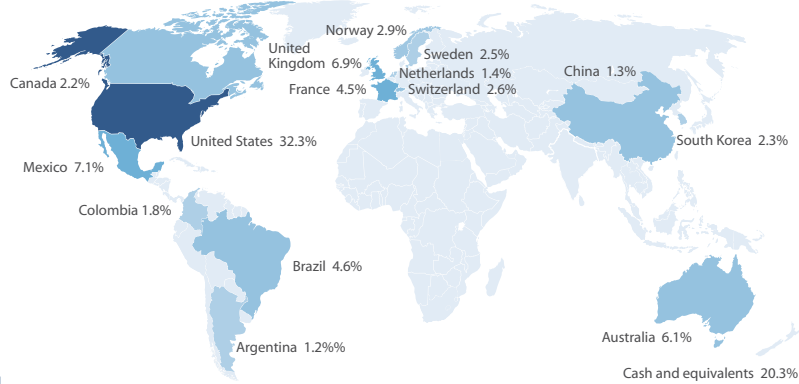 Norway 2.9%
United
Kingdom 6.9%
Sweden 2.5%
Netherlands 1.4%
France 4.5%
Switzerland 2.6%
China 1.3%
Canada 2.2%
United States 32.3%
South Korea 2.3%
Mexico 7.1%
Colombia 1.8%
Brazil 4.6%
Argentina 1.2%%
Australia 6.1%
Cash and equivalents 20.3%